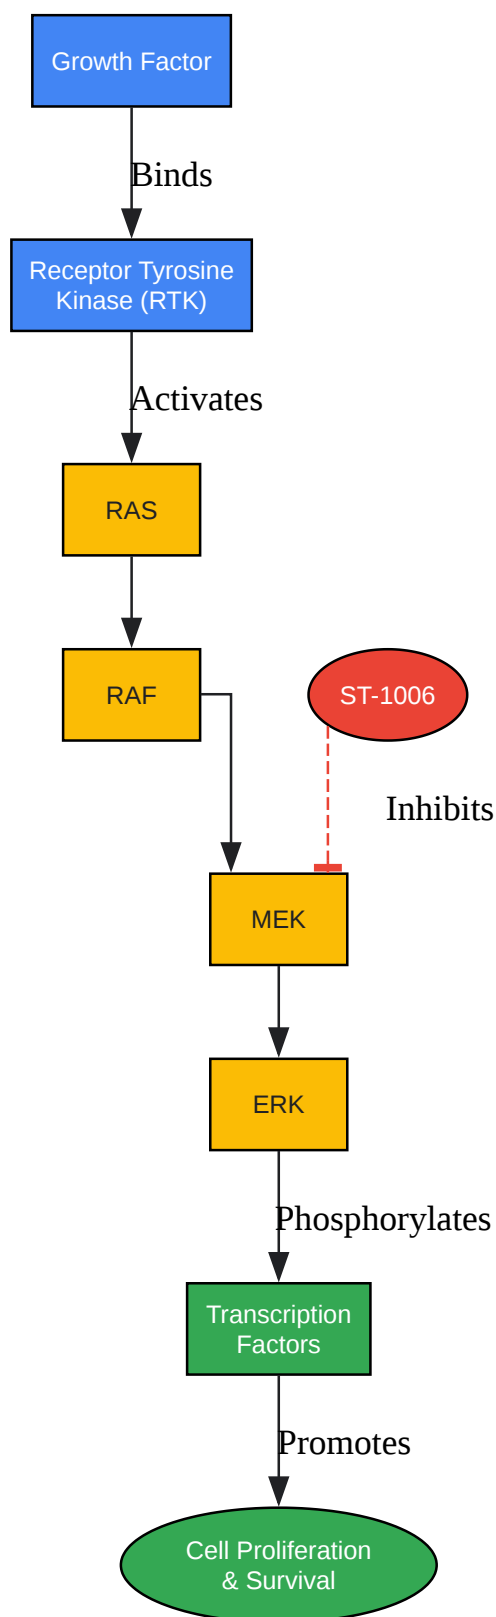 Growth Factor
Binds
Receptor Tyrosine
Kinase (RTK)
Activates
RAS
RAF
ST-1006
Inhibits
MEK
ERK
Phosphorylates
Transcription
Factors
Promotes
Cell Proliferation
& Survival